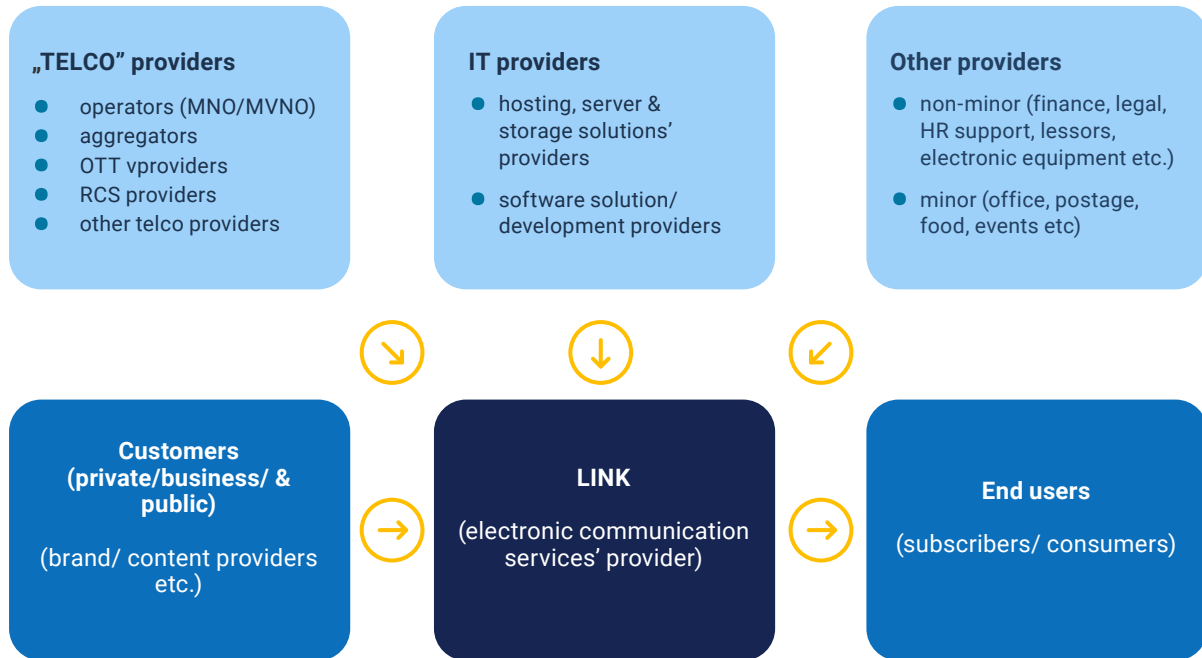 „TELCO” providers
operators (MNO/MVNO)
aggregators
OTT vproviders
RCS providers
other telco providers
IT providers
hosting, server &
storage solutions’
providers
software solution/
development providers
Other providers
non-minor (finance, legal,
HR support, lessors,
electronic equipment etc.)
minor (office, postage,
food, events etc)
Customers
(private/business/ &
public)
(brand/ content providers
etc.)
LINK
(electronic communication
services’ provider)
End users
(subscribers/ consumers)